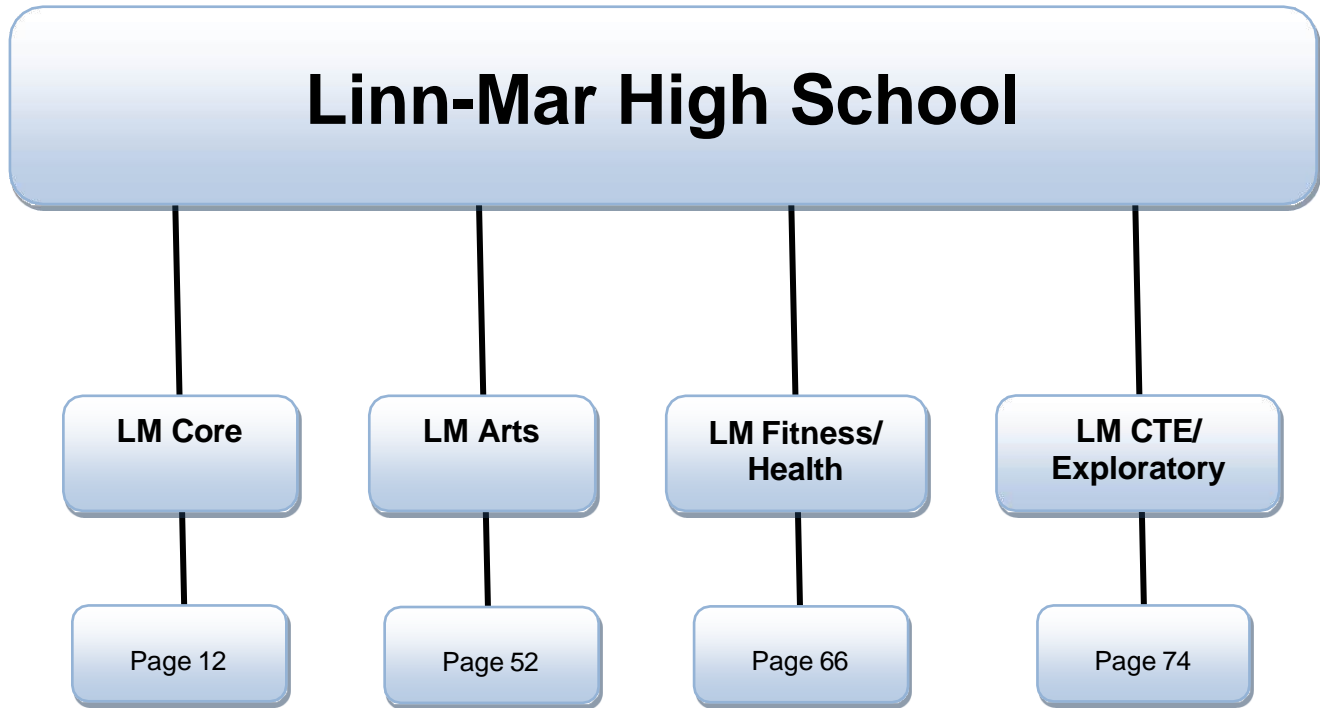 Linn-Mar High School
LM Core
LM Arts
LM Fitness/
Health
LM CTE/
Exploratory
Page 12
Page 52
Page 66
Page 74